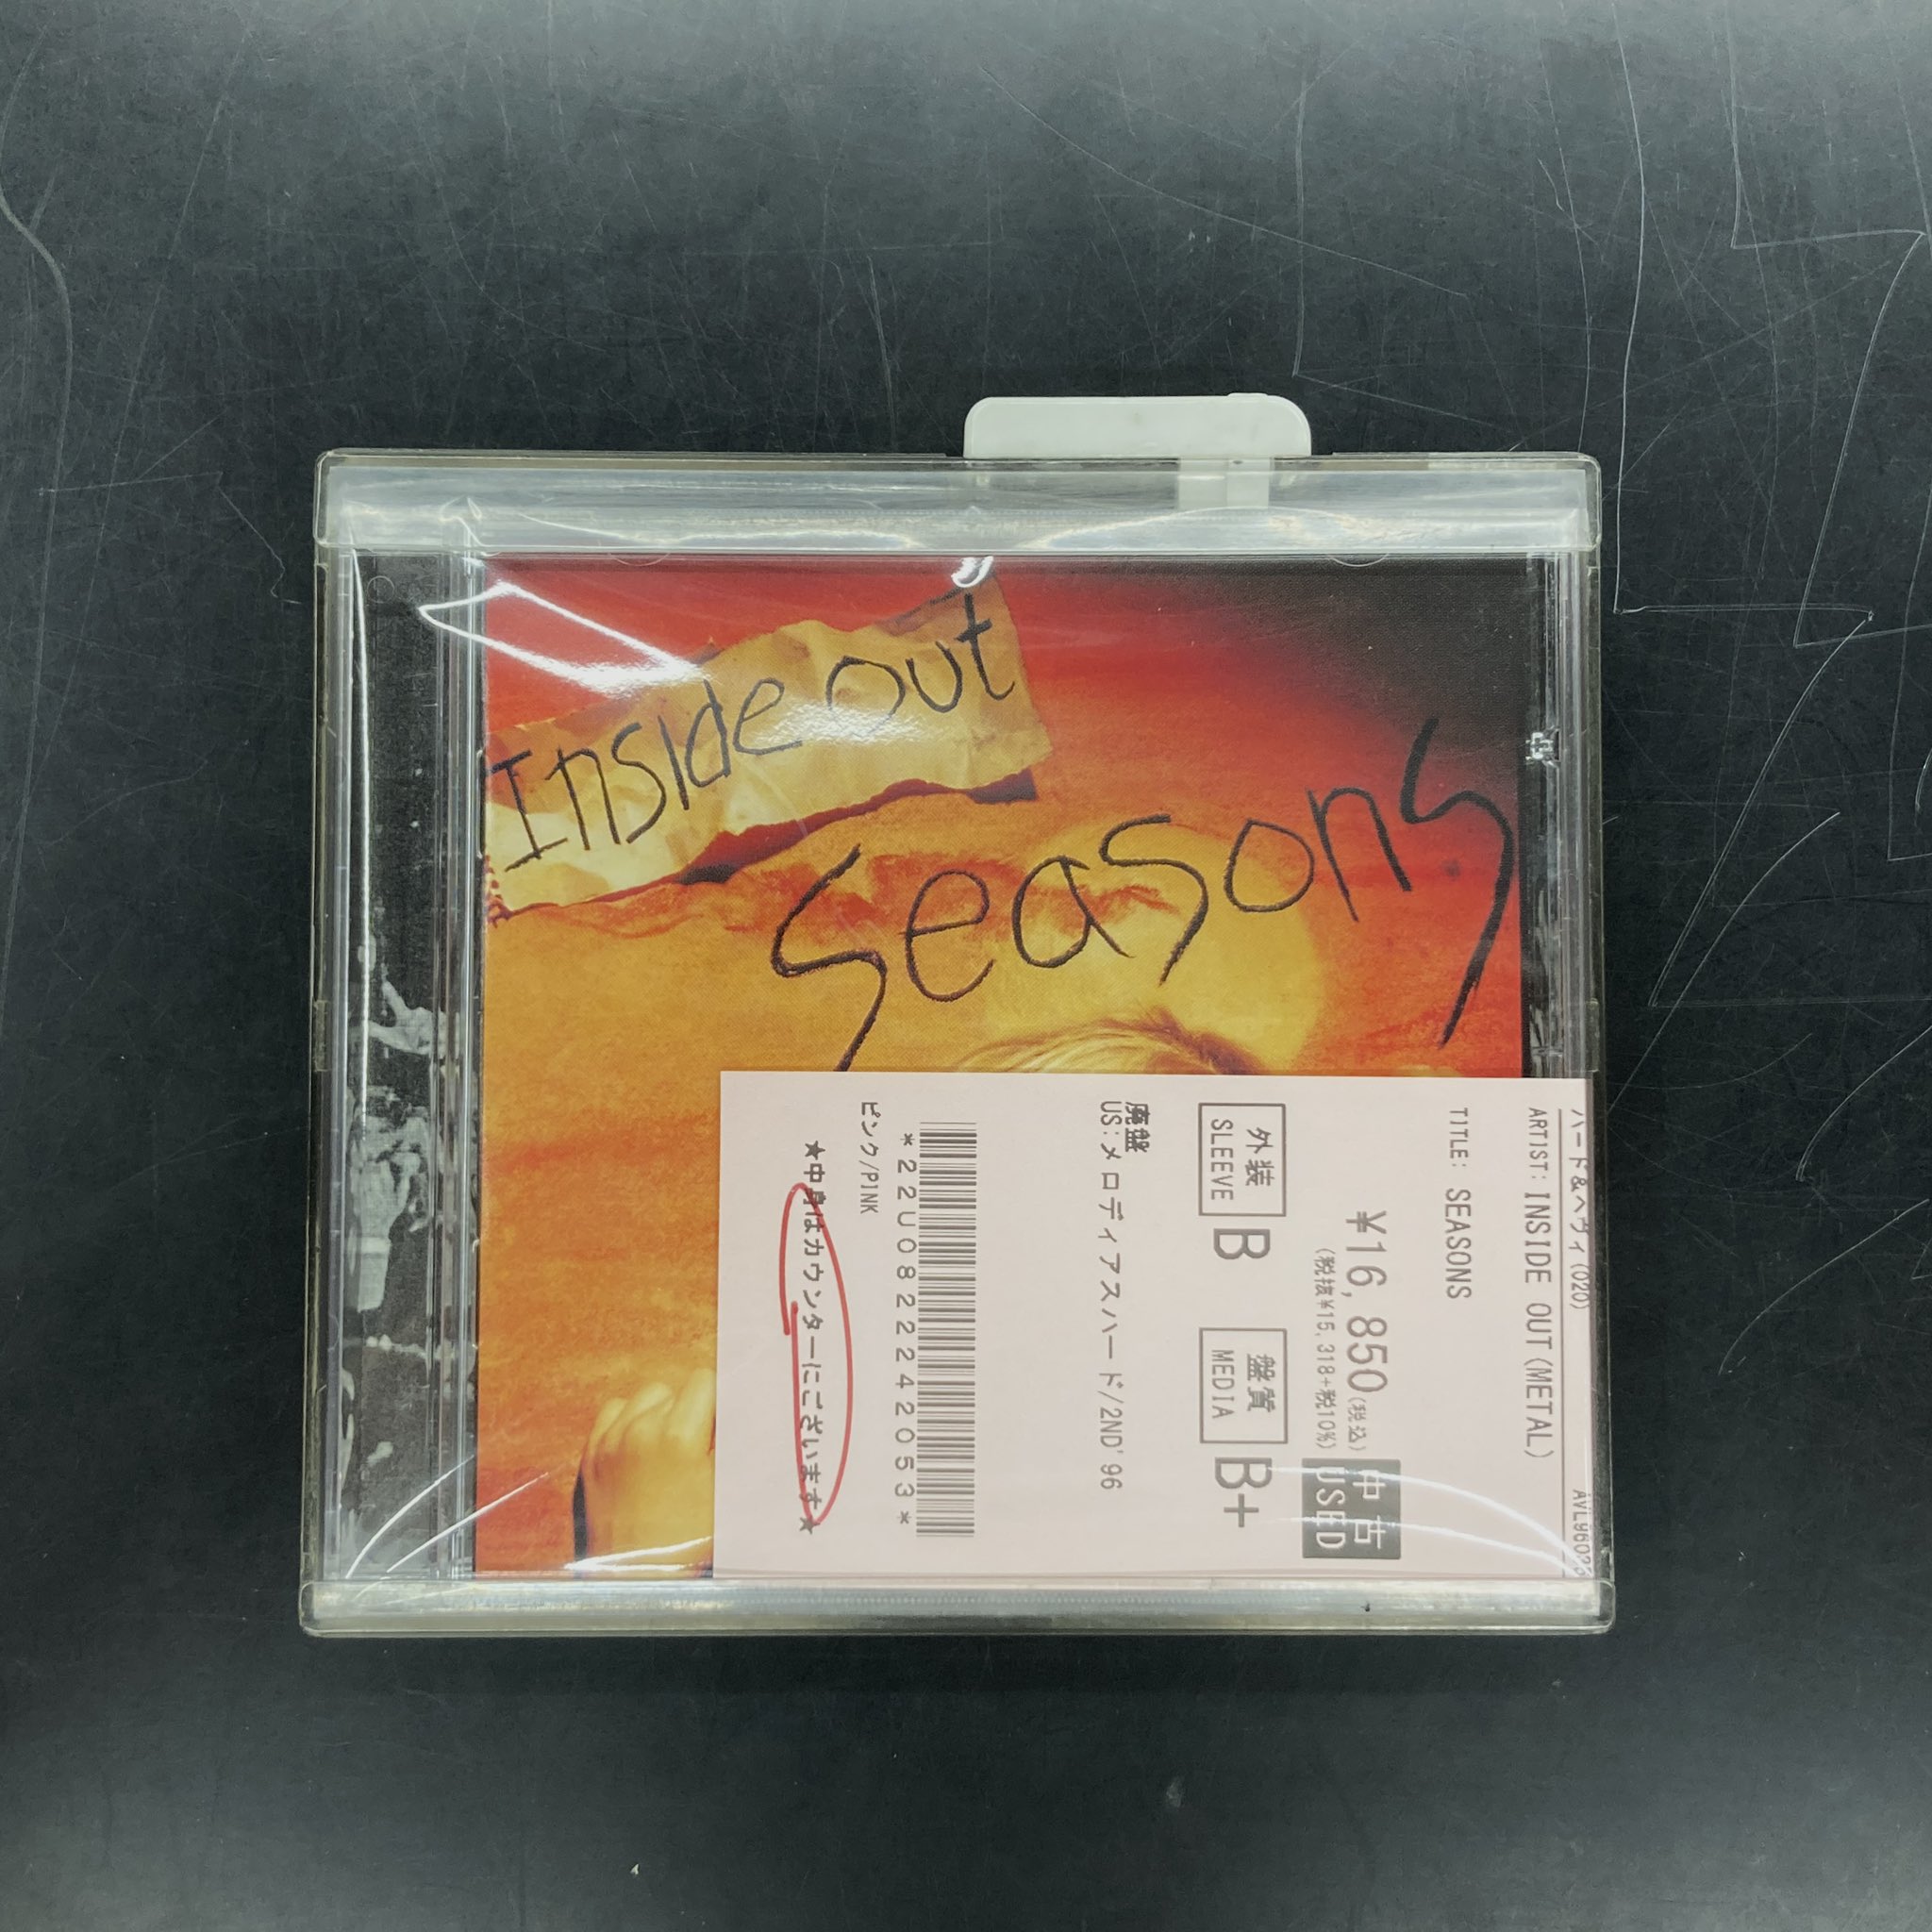 Inside out
Seasons
ハード&ヘヴィ(020)
ARTIST: INSIDE OUT(METAL)
TITLE: SEASONS
¥16,850(税込)
(税抜¥15,318+税10%)
中古
USED
外装
SLEEVE
B
盤質
MEDIA
B+
廃盤
US:メロディアスハード/2ND'96
*22U0822242053*
ピンク/PINK
★中身はカウンターにございます★